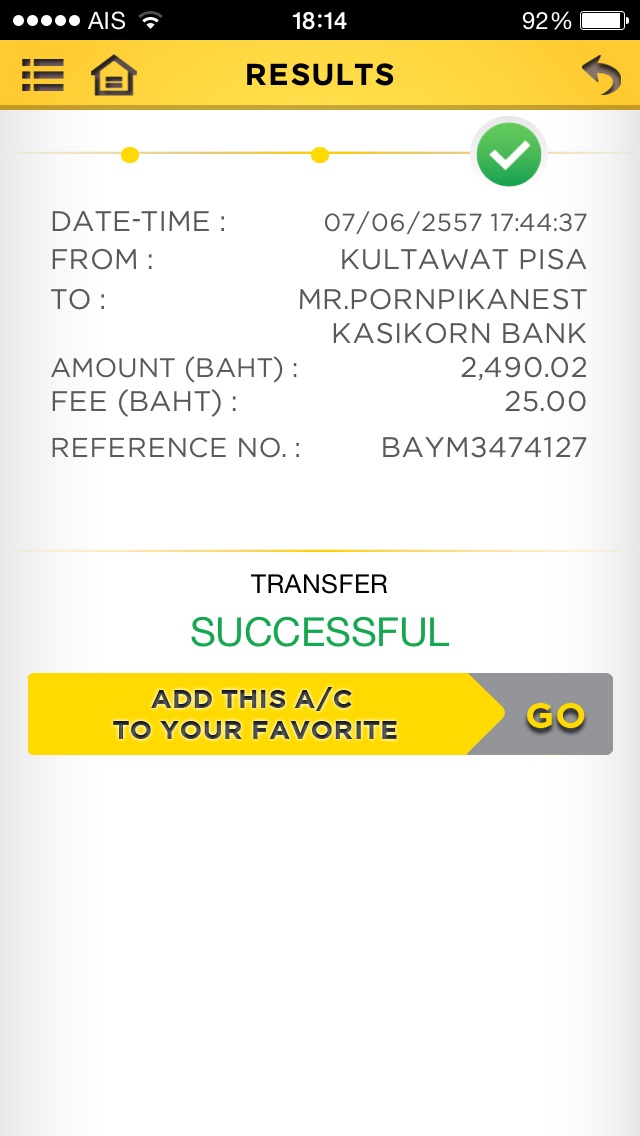 AIS 18:14 92%
RESULTS
DATE-TIME : 07/06/2557 17:44:37
FROM : KULTAWAT PISA
TO : MR.PORNPIKANEST
KASIKORN BANK
AMOUNT (BAHT) : 2,490.02
FEE (BAHT) : 25.00
REFERENCE NO. : BAYM3474127
TRANSFER
SUCCESSFUL
ADD THIS A/C
TO YOUR FAVORITE
GO